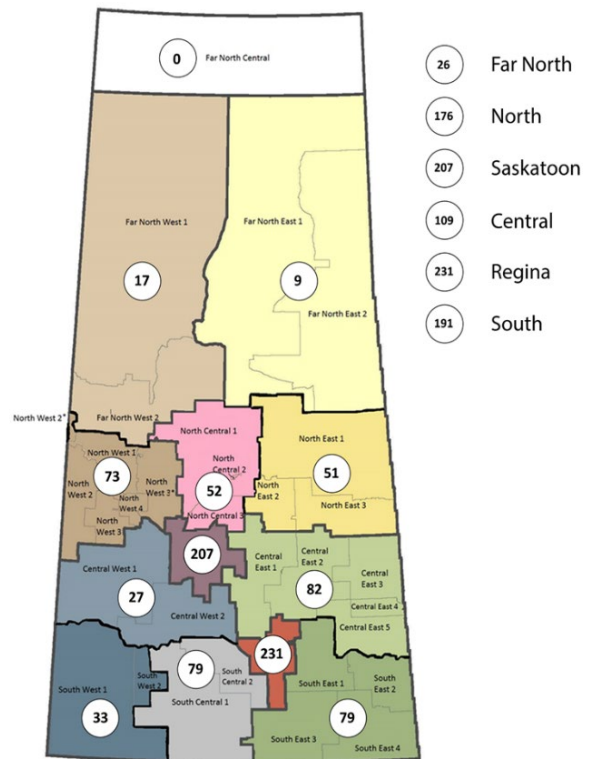 0 Far North Central
26 Far North
176 North
207 Saskatoon
109 Central
231 Regina
191 South
Far North West 1
Far North East 1
17
9
Far North East 2
North West 2*
Far North West 2
North Central 1
North East 1
North West 1
North
Central 2
73
51
North
West 2
North
West 3*
North
West 4
52
North
East 2
North East 3
North
West 3
North Central 3
207
Central
East 1
Central
East 2
Central West 1
Central
East 3
27
82
Central East 4
Central West 2
Central East 5
231
79
South
West 2
South
Central 2
South West 1
South East 1
South
East 2
South Central 1
33
79
South East 3
South East 4